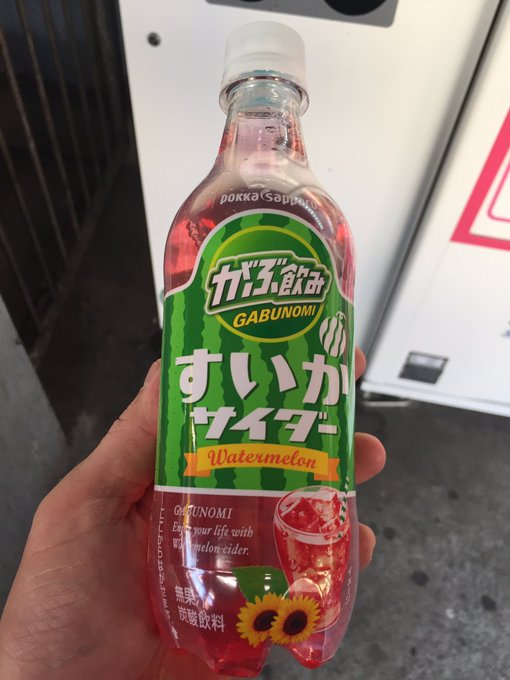 pokka sapporo
がぶ飲み
GABUNOMI
すいか
サイダー
Watermelon
GABUNOMI
Enjoy your life with
Watermelon-cider.
無果
炭酸飲料